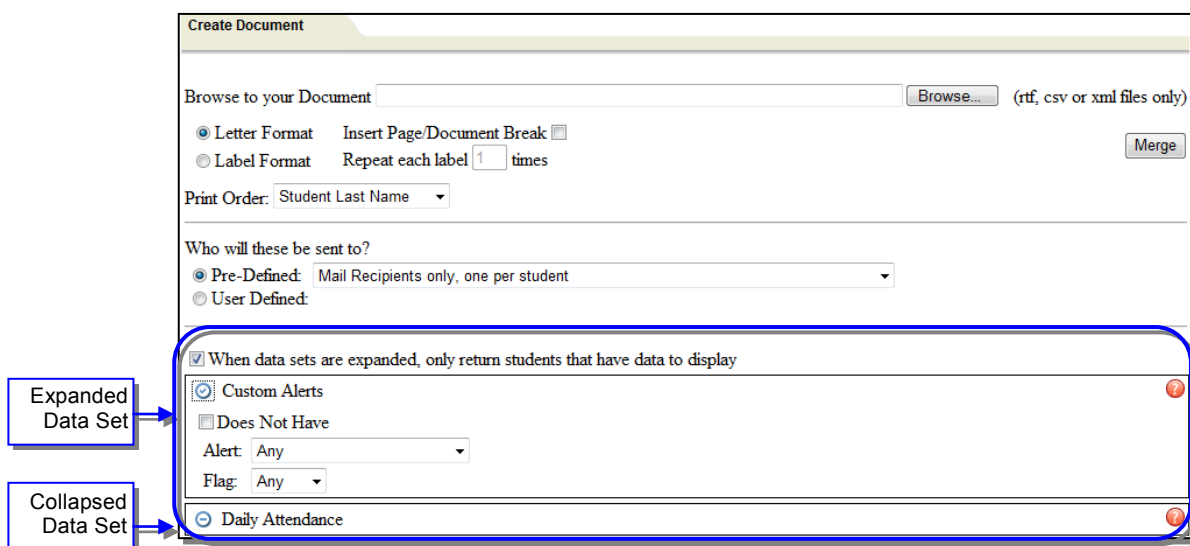 Create Document
Browse to your Document Browse... (rtf, csv or xml files only)
Letter Format Insert Page/Document Break
Merge
Label Format Repeat each label 1 times
Print Order: Student Last Name
Who will these be sent to?
Pre-Defined: Mail Recipients only, one per student
User Defined:
When data sets are expanded, only return students that have data to display
Expanded
Data Set
Custom Alerts ?
Does Not Have
Alert: Any
Flag: Any
Collapsed
Data Set
Daily Attendance ?